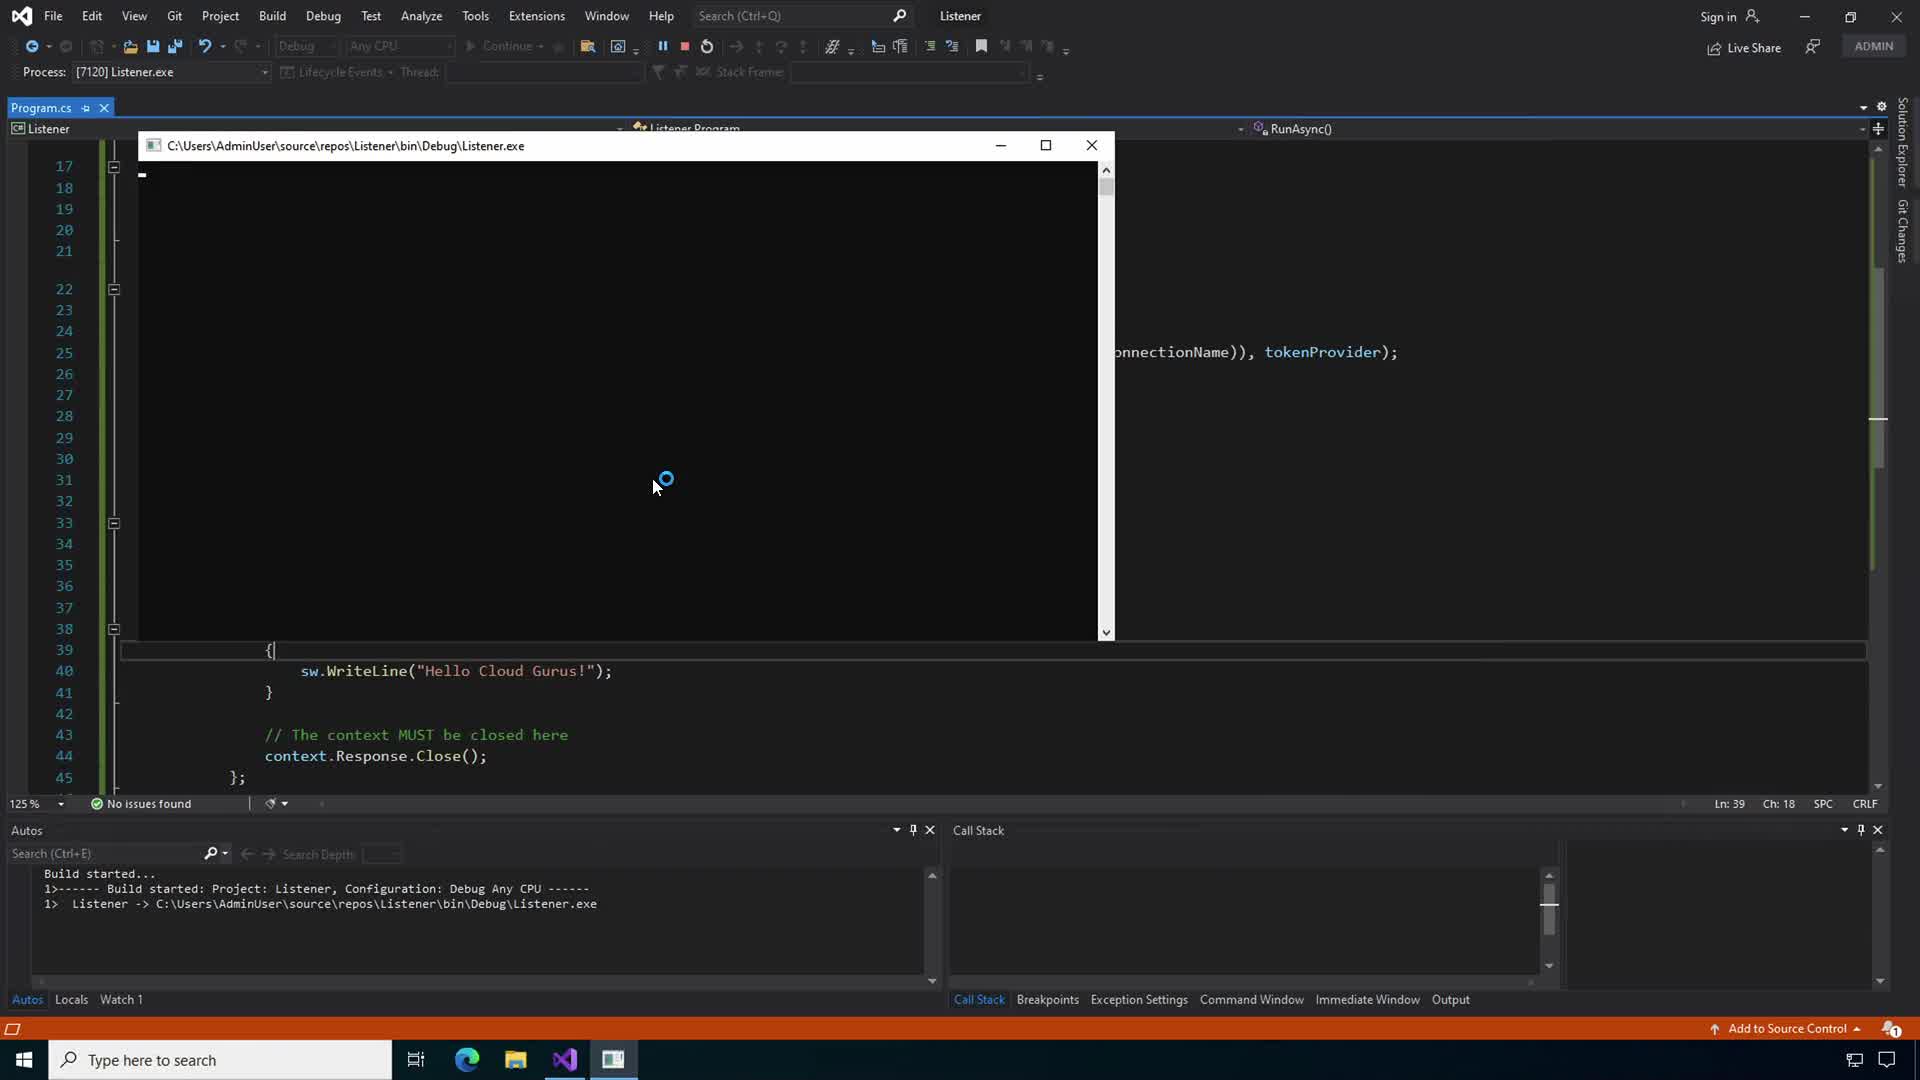 File Edit View Git Project Build Debug Test Analyze Tools Extensions Window Help Search (Ctrl+Q) Listener Sign in
Debug Any CPU Continue Live Share ADMIN
Process: [7120] Listener.exe Lifecycle Events Thread: Stack Frame:
Program.cs
Listener Listener.Program RunAsync()
C:\Users\AdminUser\source\repos\Listener\bin\Debug\Listener.exe
Solution Explorer
Git Changes
17
18
19
20
21
22
23
24
25 onnectionName)), tokenProvider);
26
27
28
29
30
31
32
33
34
35
36
37
38
39 {
40 sw.WriteLine("Hello Cloud Gurus!");
41 }
42
43 // The context MUST be closed here
44 context.Response.Close();
45 };
125 % No issues found Ln: 39 Ch: 18 SPC CRLF
Autos
Search (Ctrl+E) Search Depth:
Build started...
1>------ Build started: Project: Listener, Configuration: Debug Any CPU ------
1> Listener -> C:\Users\AdminUser\source\repos\Listener\bin\Debug\Listener.exe
Autos Locals Watch 1
Call Stack
Call Stack Breakpoints Exception Settings Command Window Immediate Window Output
Add to Source Control 1
Type here to search